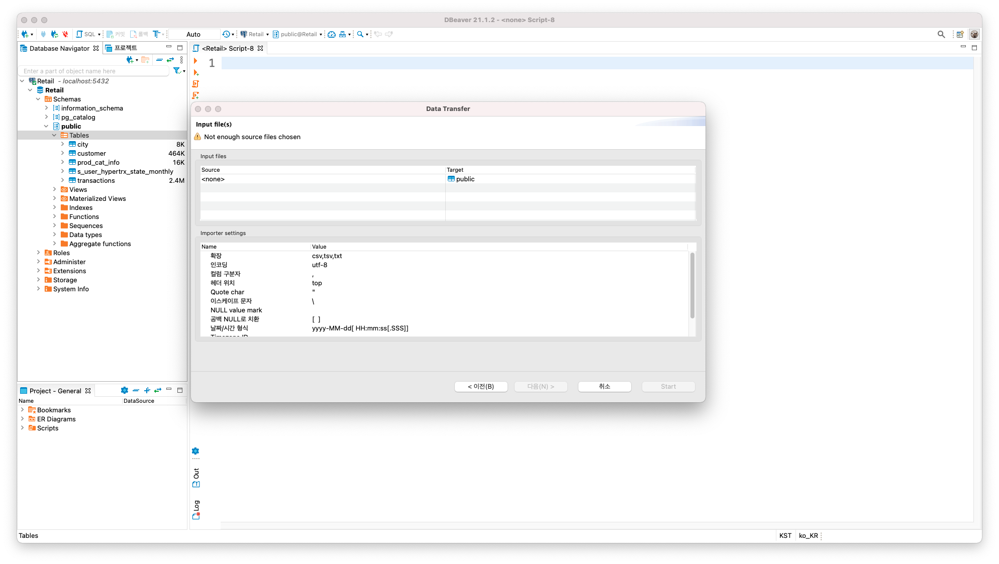 DBeaver 21.1.2 - <none> Script-8
SQL 커밋 롤백 Auto Retail public@Retail
Database Navigator 프로젝트
<Retail> Script-8
1
Enter a part of object name here
Retail - localhost:5432
Retail
Schemas
information_schema
pg_catalog
public
Tables
city 8K
customer 464K
prod_cat_info 16K
s_user_hypertrx_state_monthly
transactions 2.4M
Views
Materialized Views
Indexes
Functions
Sequences
Data types
Aggregate functions
Roles
Administer
Extensions
Storage
System Info
Data Transfer
Input file(s)
Not enough source files chosen
Input files
Source Target
<none> public
Importer settings
Name Value
확장 csv,tsv,txt
인코딩 utf-8
컬럼 구분자 ,
헤더 위치 top
Quote char "
이스케이프 문자 \
NULL value mark
공백 NULL로 치환 [ ]
날짜/시간 형식 yyyy-MM-dd[ HH:mm:ss[.SSS]]
Timezone ID
< 이전(B) 다음(N) > 취소 Start
Project - General
Name DataSource
Bookmarks
ER Diagrams
Scripts
Out
Log
Tables
KST ko_KR